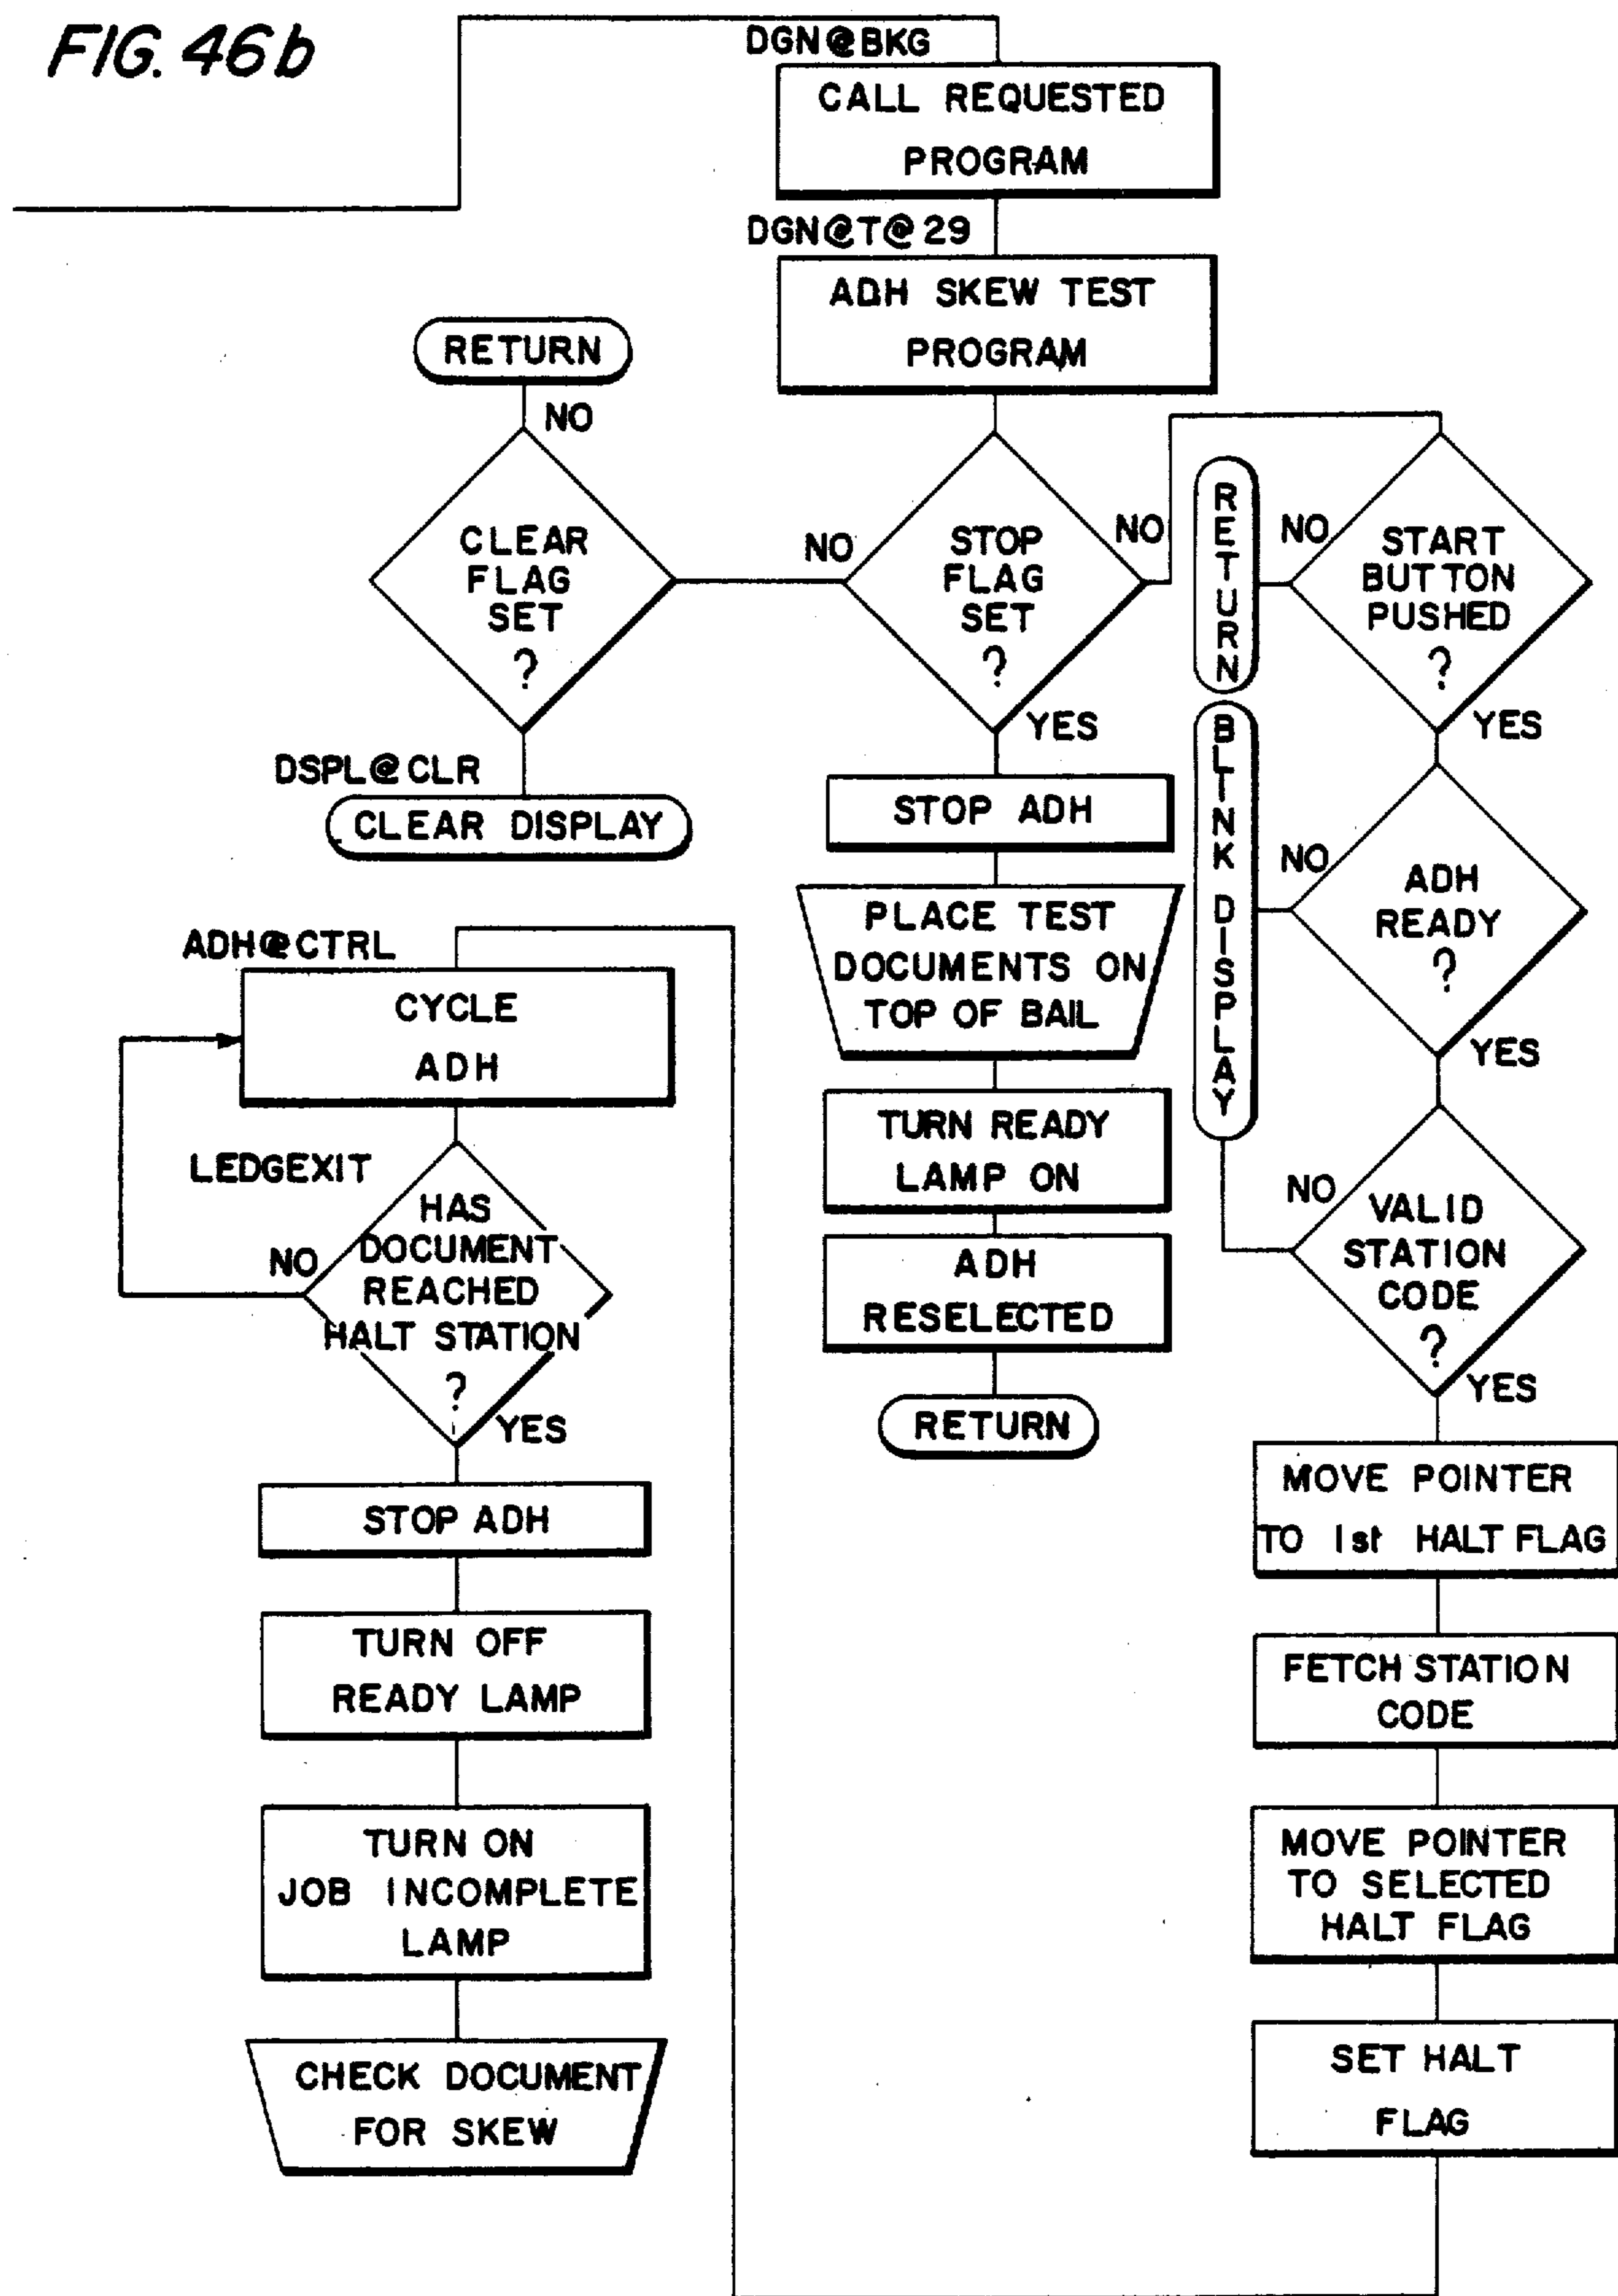 FIG. 46b
DGN@BKG
CALL REQUESTED
PROGRAM
DGN@T@29
ADH SKEW TEST
PROGRAM
RETURN
NO
CLEAR
FLAG
SET
?
DSPL@CLR
CLEAR DISPLAY
NO
STOP
FLAG
SET
?
NO
YES
STOP ADH
PLACE TEST
DOCUMENTS ON
TOP OF BAIL
TURN READY
LAMP ON
ADH
RESELECTED
RETURN
RETURN
NO
START
BUTTON
PUSHED
?
YES
BLINK DISPLAY
NO
ADH
READY
?
YES
NO
VALID
STATION
CODE
?
YES
MOVE POINTER
TO 1st HALT FLAG
FETCH STATION
CODE
MOVE POINTER
TO SELECTED
HALT FLAG
SET HALT
FLAG
ADH@CTRL
CYCLE
ADH
LEDGEXIT
NO
HAS
DOCUMENT
REACHED
HALT STATION
?
YES
STOP ADH
TURN OFF
READY LAMP
TURN ON
JOB INCOMPLETE
LAMP
CHECK DOCUMENT
FOR SKEW